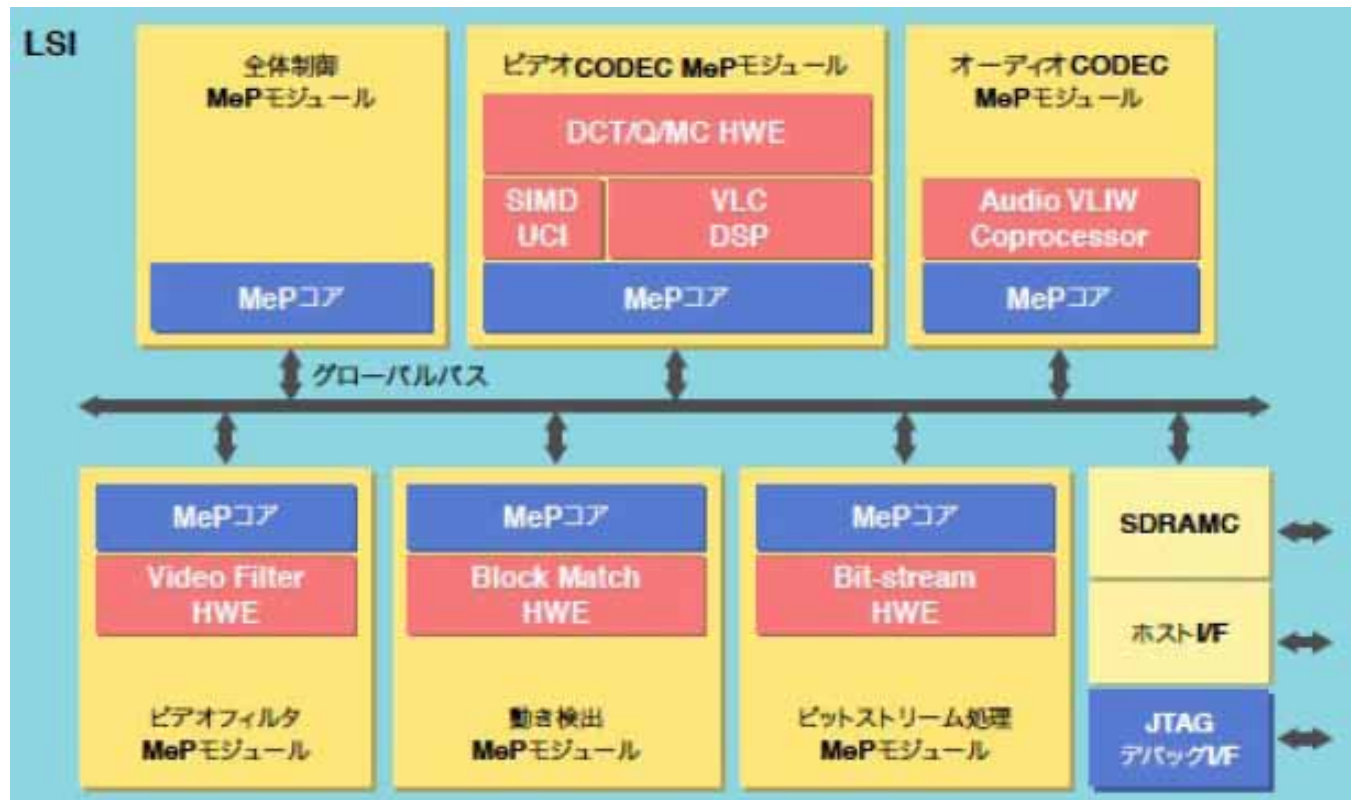 LSI
全体制御
MePモジュール
MePコア
ビデオCODEC MePモジュール
DCT/Q/MC HWE
SIMD
UCI
VLC
DSP
MePコア
オーディオCODEC
MePモジュール
Audio VLIW
Coprocessor
MePコア
グローバルバス
MePコア
Video Filter
HWE
ビデオフィルタ
MePモジュール
MePコア
Block Match
HWE
動き検出
MePモジュール
MePコア
Bit-stream
HWE
ビットストリーム処理
MePモジュール
SDRAMC
ホストI/F
JTAG
デバッグI/F